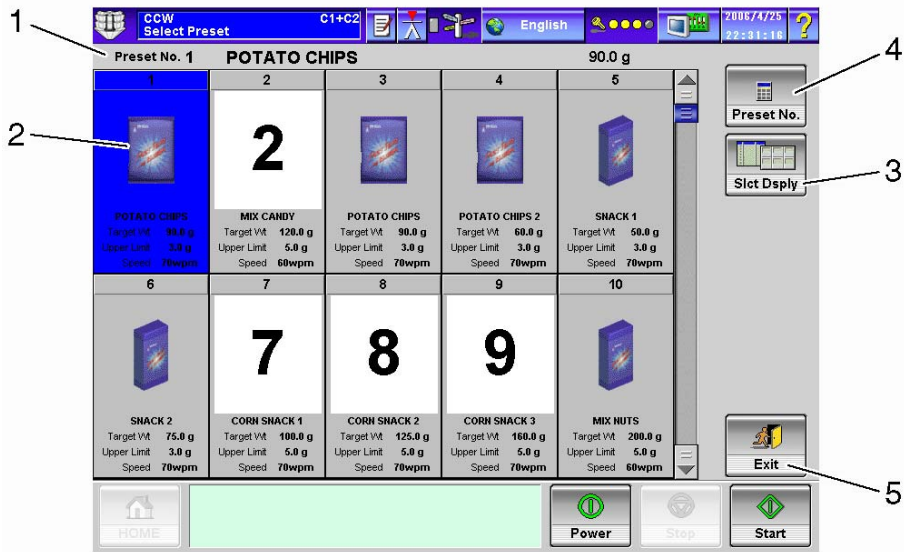 CCW C1+C2
Select Preset
English
2006/4/25
22:31:16
?
1
Preset No. 1 POTATO CHIPS 90.0 g
1 2 3 4 5
2
POTATO CHIPS MIX CANDY POTATO CHIPS POTATO CHIPS 2 SNACK 1
Target Wt 90.0 g Target Wt 120.0 g Target Wt 90.0 g Target Wt 60.0 g Target Wt 50.0 g
Upper Limit 3.0 g Upper Limit 5.0 g Upper Limit 3.0 g Upper Limit 3.0 g Upper Limit 3.0 g
Speed 70wpm Speed 60wpm Speed 70wpm Speed 70wpm Speed 70wpm
6 7 8 9 10
7 8 9
SNACK 2 CORN SNACK 1 CORN SNACK 2 CORN SNACK 3 MIX NUTS
Target Wt 75.0 g Target Wt 100.0 g Target Wt 125.0 g Target Wt 160.0 g Target Wt 200.0 g
Upper Limit 3.0 g Upper Limit 5.0 g Upper Limit 5.0 g Upper Limit 5.0 g Upper Limit 5.0 g
Speed 70wpm Speed 70wpm Speed 70wpm Speed 70wpm Speed 60wpm
2
Preset No.
4
Slct Dsply
3
Exit
5
HOME
Power
Stop
Start